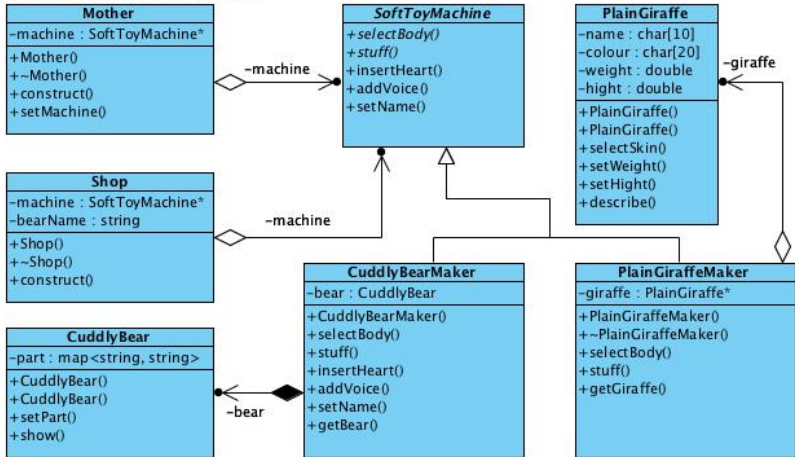 Mother
-machine : SoftToyMachine*
+Mother()
+~Mother()
+construct()
+setMachine()
-machine
SoftToyMachine
+selectBody()
+stuff()
+insertHeart()
+addVoice()
+setName()
PlainGiraffe
-name : char[10]
-colour : char[20]
-weight : double
-hight : double
+PlainGiraffe()
+PlainGiraffe()
+selectSkin()
+setWeight()
+setHight()
+describe()
-giraffe
Shop
-machine : SoftToyMachine*
-bearName : string
+Shop()
+~Shop()
+construct()
-machine
CuddlyBear
-part : map<string, string>
+CuddlyBear()
+CuddlyBear()
+setPart()
+show()
-bear
CuddlyBearMaker
-bear : CuddlyBear
+CuddlyBearMaker()
+selectBody()
+stuff()
+insertHeart()
+addVoice()
+setName()
+getBear()
PlainGiraffeMaker
-giraffe : PlainGiraffe*
+PlainGiraffeMaker()
+~PlainGiraffeMaker()
+selectBody()
+stuff()
+getGiraffe()